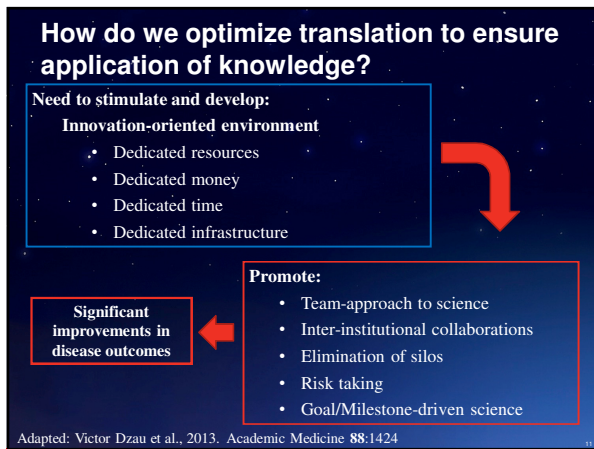 How do we optimize translation to ensure
application of knowledge?
Need to stimulate and develop:
Innovation-oriented environment
• Dedicated resources
• Dedicated money
• Dedicated time
• Dedicated infrastructure
Promote:
• Team-approach to science
• Inter-institutional collaborations
• Elimination of silos
• Risk taking
• Goal/Milestone-driven science
Significant
improvements in
disease outcomes
Adapted: Victor Dzau et al., 2013. Academic Medicine 88:1424
11